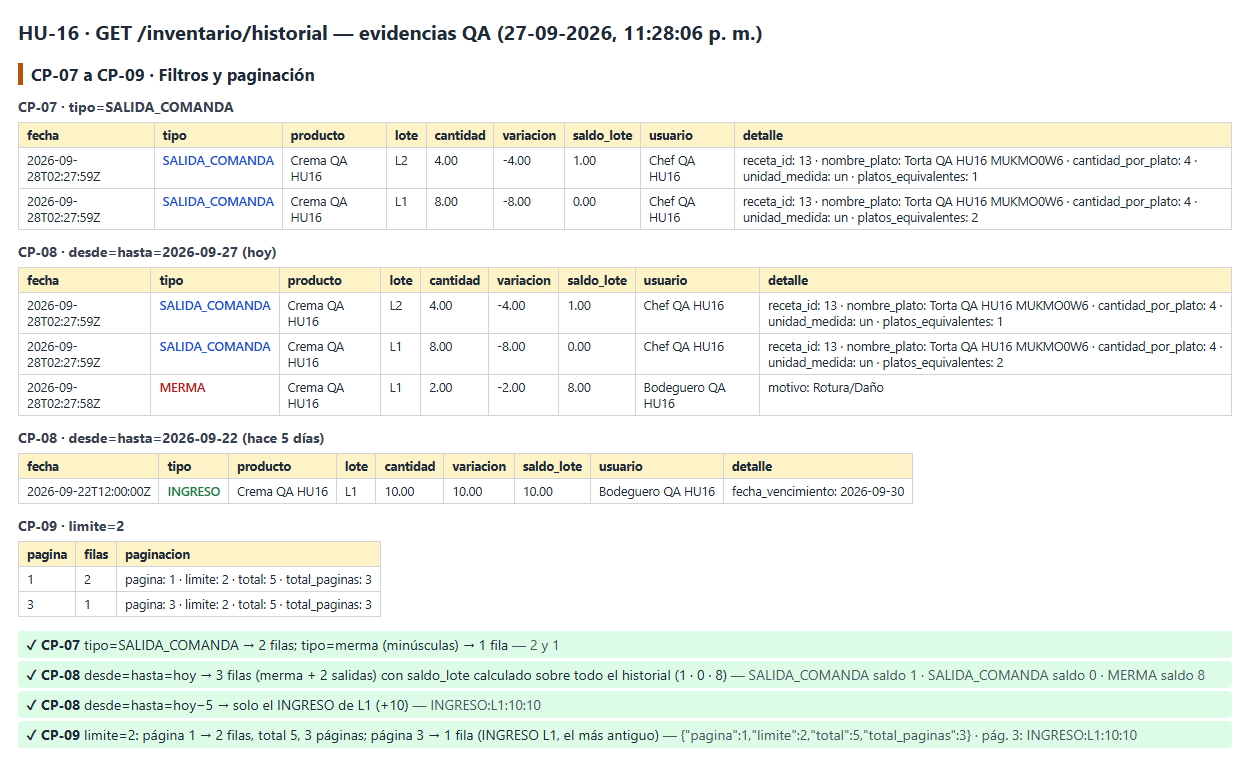 HU-16 · GET /inventario/historial — evidencias QA (27-09-2026, 11:28:06 p. m.)
CP-07 a CP-09 · Filtros y paginación
CP-07 · tipo=SALIDA_COMANDA
fecha tipo producto lote cantidad variacion saldo_lote usuario detalle
2026-09- SALIDA_COMANDA Crema QA L2 4.00 -4.00 1.00 Chef QA receta_id: 13 · nombre_plato: Torta QA HU16 MUKMO0W6 · cantidad_por_plato: 4 ·
28T02:27:59Z HU16 HU16 unidad_medida: un · platos_equivalentes: 1
2026-09- SALIDA_COMANDA Crema QA L1 8.00 -8.00 0.00 Chef QA receta_id: 13 · nombre_plato: Torta QA HU16 MUKMO0W6 · cantidad_por_plato: 4 ·
28T02:27:59Z HU16 HU16 unidad_medida: un · platos_equivalentes: 2
CP-08 · desde=hasta=2026-09-27 (hoy)
fecha tipo producto lote cantidad variacion saldo_lote usuario detalle
2026-09- SALIDA_COMANDA Crema QA L2 4.00 -4.00 1.00 Chef QA HU16 receta_id: 13 · nombre_plato: Torta QA HU16 MUKMO0W6 · cantidad_por_plato: 4 ·
28T02:27:59Z HU16 unidad_medida: un · platos_equivalentes: 1
2026-09- SALIDA_COMANDA Crema QA L1 8.00 -8.00 0.00 Chef QA HU16 receta_id: 13 · nombre_plato: Torta QA HU16 MUKMO0W6 · cantidad_por_plato: 4 ·
28T02:27:59Z HU16 unidad_medida: un · platos_equivalentes: 2
2026-09- MERMA Crema QA L1 2.00 -2.00 8.00 Bodeguero QA motivo: Rotura/Daño
28T02:27:58Z HU16 HU16
CP-08 · desde=hasta=2026-09-22 (hace 5 días)
fecha tipo producto lote cantidad variacion saldo_lote usuario detalle
2026-09-22T12:00:00Z INGRESO Crema QA HU16 L1 10.00 10.00 10.00 Bodeguero QA HU16 fecha_vencimiento: 2026-09-30
CP-09 · limite=2
pagina filas paginacion
1 2 pagina: 1 · limite: 2 · total: 5 · total_paginas: 3
3 1 pagina: 3 · limite: 2 · total: 5 · total_paginas: 3
✓ CP-07 tipo=SALIDA_COMANDA → 2 filas; tipo=merma (minúsculas) → 1 fila — 2 y 1
✓ CP-08 desde=hasta=hoy → 3 filas (merma + 2 salidas) con saldo_lote calculado sobre todo el historial (1 · 0 · 8) — SALIDA_COMANDA saldo 1 · SALIDA_COMANDA saldo 0 · MERMA saldo 8
✓ CP-08 desde=hasta=hoy−5 → solo el INGRESO de L1 (+10) — INGRESO:L1:10:10
✓ CP-09 limite=2: página 1 → 2 filas, total 5, 3 páginas; página 3 → 1 fila (INGRESO L1, el más antiguo) — {"pagina":1,"limite":2,"total":5,"total_paginas":3} · pág. 3: INGRESO:L1:10:10